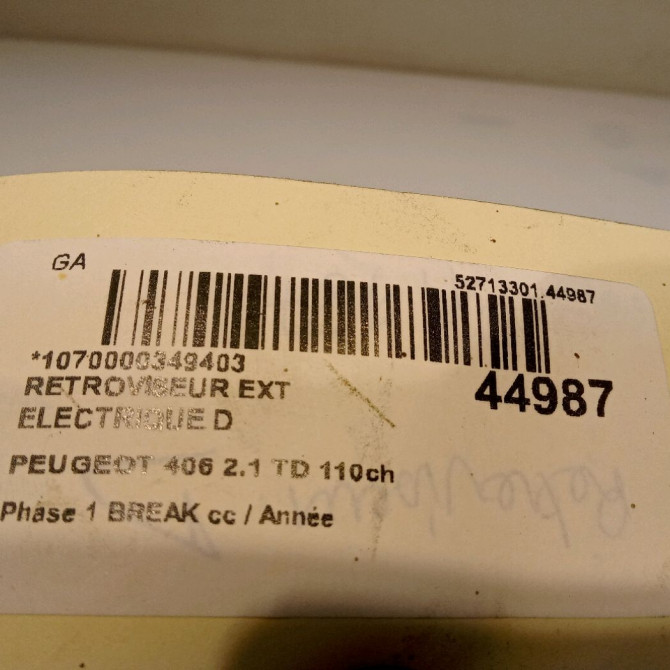 GA
52713301.44987
*1070000349403
44987
RETROVISEUR EXT
ELECTRIQUE D
PEUGEOT 406 2.1 TD 110ch
Phase 1 BREAK cc / Année